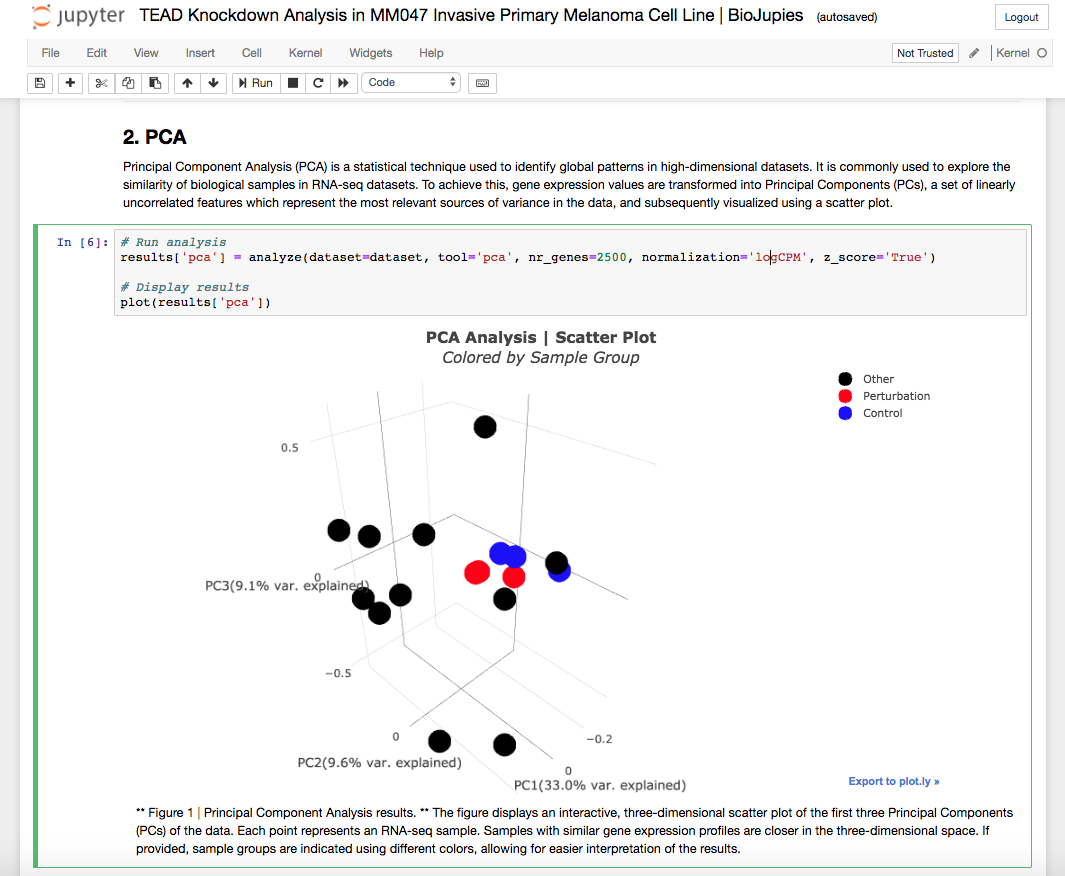 jupyter TEAD Knockdown Analysis in MM047 Invasive Primary Melanoma Cell Line | BioJupies (autosaved) Logout
File Edit View Insert Cell Kernel Widgets Help Not Trusted Kernel
Run Code
2. PCA
Principal Component Analysis (PCA) is a statistical technique used to identify global patterns in high-dimensional datasets. It is commonly used to explore the
similarity of biological samples in RNA-seq datasets. To achieve this, gene expression values are transformed into Principal Components (PCs), a set of linearly
uncorrelated features which represent the most relevant sources of variance in the data, and subsequently visualized using a scatter plot.
In [6]: # Run analysis
results['pca'] = analyze(dataset=dataset, tool='pca', nr_genes=2500, normalization='logCPM', z_score='True')
# Display results
plot(results['pca'])
PCA Analysis | Scatter Plot
Colored by Sample Group
Other
Perturbation
Control
0.5
0
PC3(9.1% var. explained)
−0.5
0
−0.2
PC2(9.6% var. explained)
0
PC1(33.0% var. explained)
Export to plot.ly »
** Figure 1 | Principal Component Analysis results. ** The figure displays an interactive, three-dimensional scatter plot of the first three Principal Components
(PCs) of the data. Each point represents an RNA-seq sample. Samples with similar gene expression profiles are closer in the three-dimensional space. If
provided, sample groups are indicated using different colors, allowing for easier interpretation of the results.